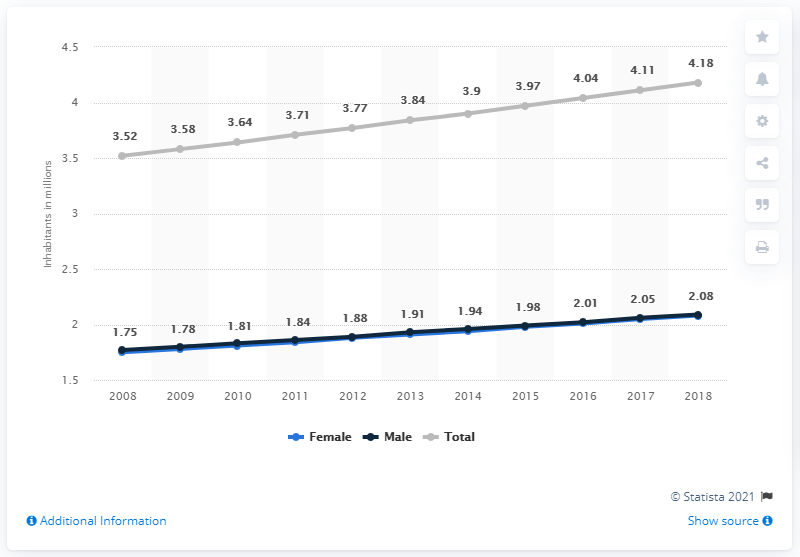 4.5
4
3.5
3
2.5
2
1.5
Inhabitants in millions
3.52 3.58 3.64 3.71 3.77 3.84 3.9 3.97 4.04 4.11 4.18
1.75 1.78 1.81 1.84 1.88 1.91 1.94 1.98 2.01 2.05 2.08
2008 2009 2010 2011 2012 2013 2014 2015 2016 2017 2018
Female Male Total
© Statista 2021
Additional Information
Show source